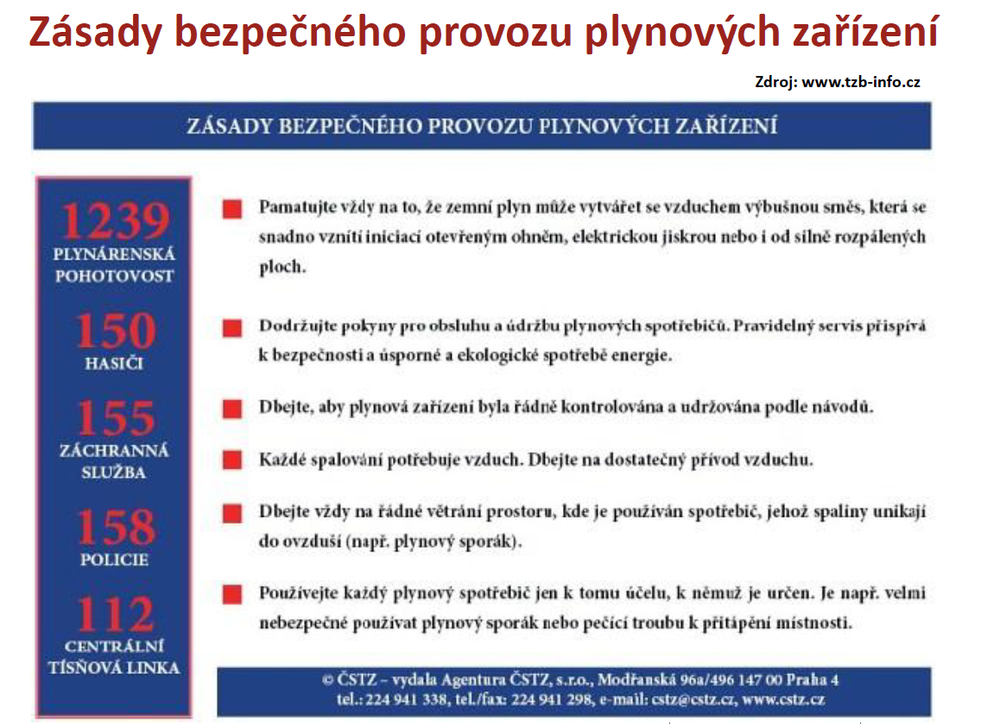 Zásady bezpečného provozu plynových zařízení
Zdroj: www.tzb-info.cz
ZÁSADY BEZPEČNÉHO PROVOZU PLYNOVÝCH ZAŘÍZENÍ
1239
PLYNÁRENSKÁ
POHOTOVOST
150
HASIČI
155
ZÁCHRANNÁ
SLUŽBA
158
POLICIE
112
CENTRÁLNÍ
TÍSŇOVÁ LINKA
Pamatujte vždy na to, že zemní plyn může vytvářet se vzduchem výbušnou směs, která se
snadno vznítí iniciací otevřeným ohněm, elektrickou jiskrou nebo i od silně rozpálených
ploch.
Dodržujte pokyny pro obsluhu a údržbu plynových spotřebičů. Pravidelný servis přispívá
k bezpečnosti a úsporné a ekologické spotřebě energie.
Dbejte, aby plynová zařízení byla řádně kontrolována a udržována podle návodů.
Každé spalování potřebuje vzduch. Dbejte na dostatečný přívod vzduchu.
Dbejte vždy na řádné větrání prostoru, kde je používán spotřebič, jehož spaliny unikají
do ovzduší (např. plynový sporák).
Používejte každý plynový spotřebič jen k tomu účelu, k němuž je určen. Je např. velmi
nebezpečné používat plynový sporák nebo pečící troubu k přitápění místnosti.
© ČSTZ – vydala Agentura ČSTZ, s.r.o., Modřanská 96a/496 147 00 Praha 4
tel.: 224 941 338, tel./fax: 224 941 298, e-mail: cstz@cstz.cz, www.cstz.cz